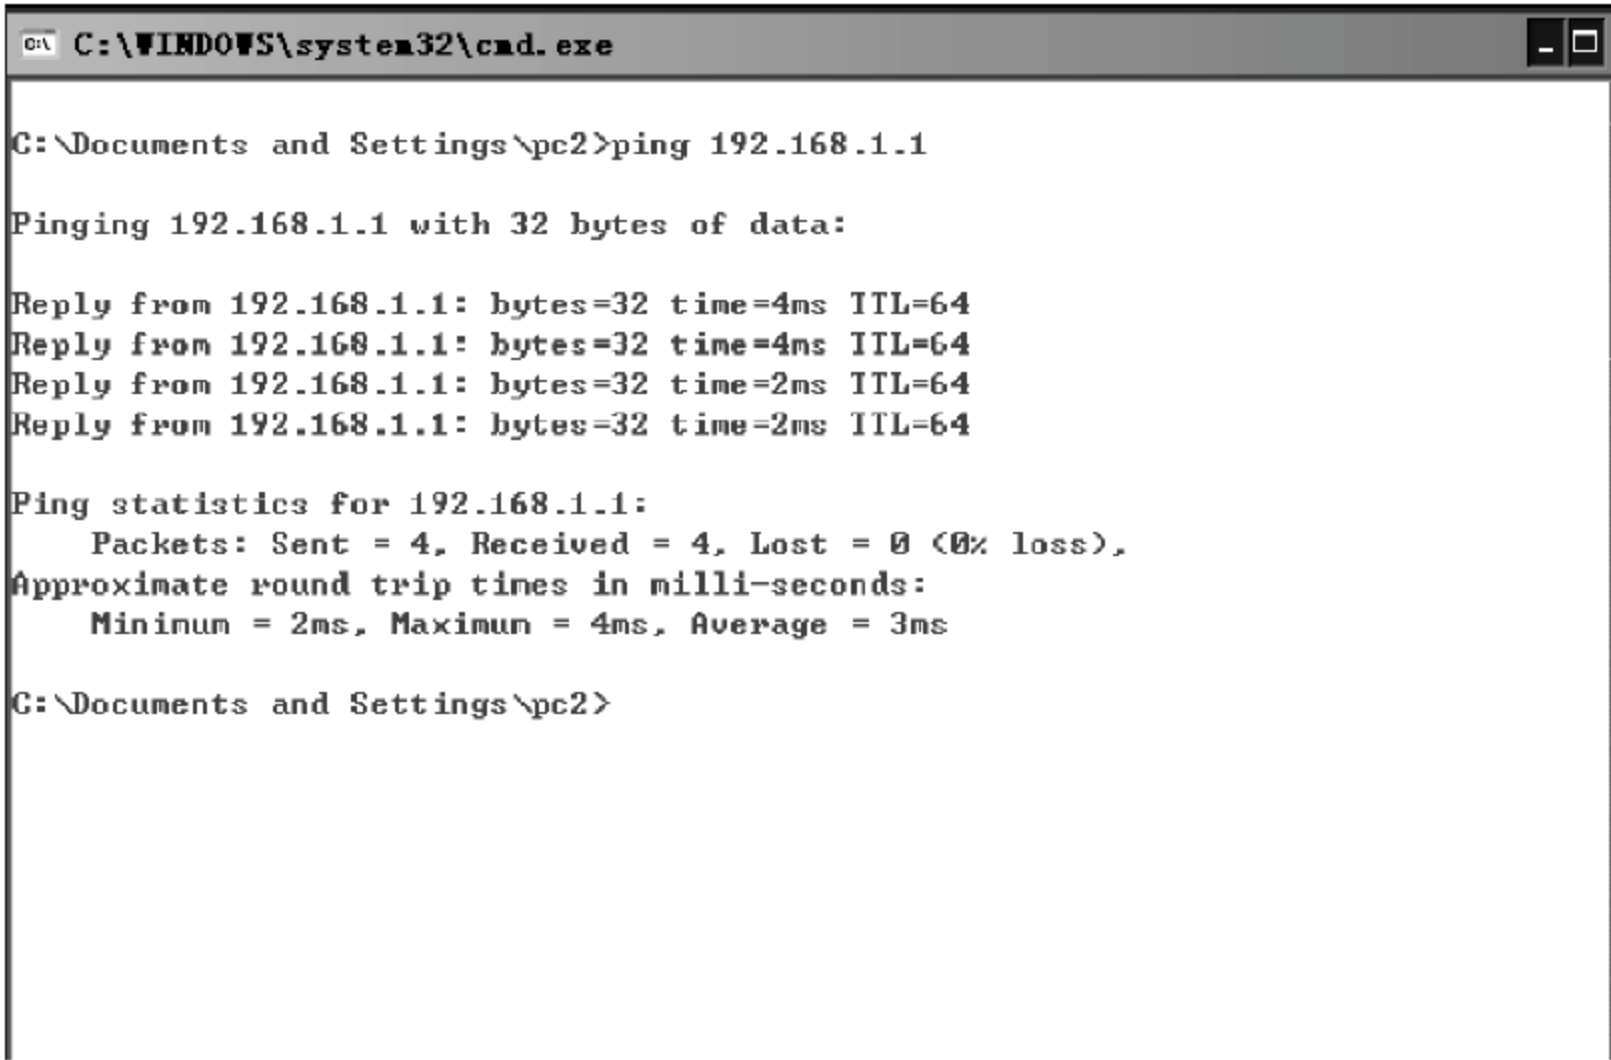 C:\WINDOWS\system32\cmd.exe
C:\Documents and Settings\pc2>ping 192.168.1.1
Pinging 192.168.1.1 with 32 bytes of data:
Reply from 192.168.1.1: bytes=32 time=4ms TTL=64
Reply from 192.168.1.1: bytes=32 time=4ms TTL=64
Reply from 192.168.1.1: bytes=32 time=2ms TTL=64
Reply from 192.168.1.1: bytes=32 time=2ms TTL=64
Ping statistics for 192.168.1.1:
    Packets: Sent = 4, Received = 4, Lost = 0 (0% loss),
Approximate round trip times in milli-seconds:
    Minimum = 2ms, Maximum = 4ms, Average = 3ms
C:\Documents and Settings\pc2>